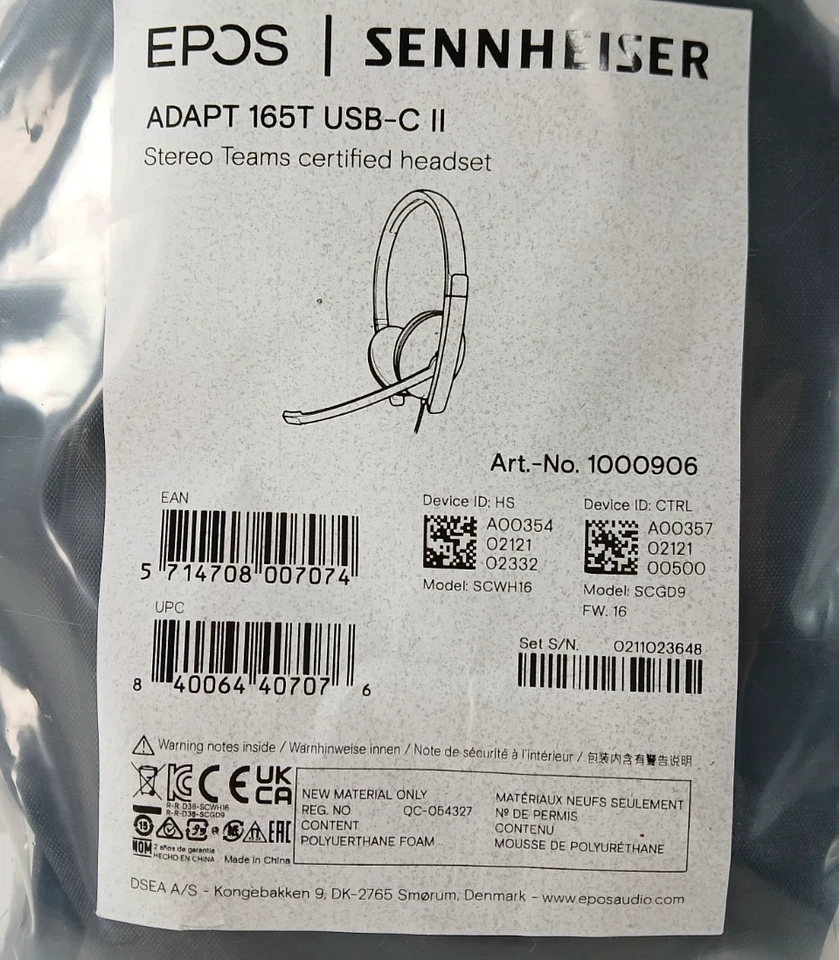 EPOS | SENNHEISER
ADAPT 165T USB-C II
Stereo Teams certified headset
Art.-No. 1000906
EAN
5 714708 007074
UPC
8 40064 40707 6
Device ID: HS
A00354
02121
02332
Model: SCWH16
Device ID: CTRL
A00357
02121
00500
Model: SCGD9
FW. 16
Set S/N. 0211023648
Warning notes inside / Warnhinweise innen / Note de sécurité à l'intérieur / 包装内含有警告说明
CE UK CA
R-R D38-SCWH16
R-R-D38-SCGD9
15
EAC
NOM
2 años de garantía
HECHO EN CHINA Made in China
NEW MATERIAL ONLY
REG. NO QC-054327
CONTENT
POLYUERTHANE FOAM
MATÉRIAUX NEUFS SEULEMENT
Nº DE PERMIS
CONTENU
MOUSSE DE POLYURÉTHANE
DSEA A/S - Kongebakken 9, DK-2765 Smørum, Denmark - www.eposaudio.com